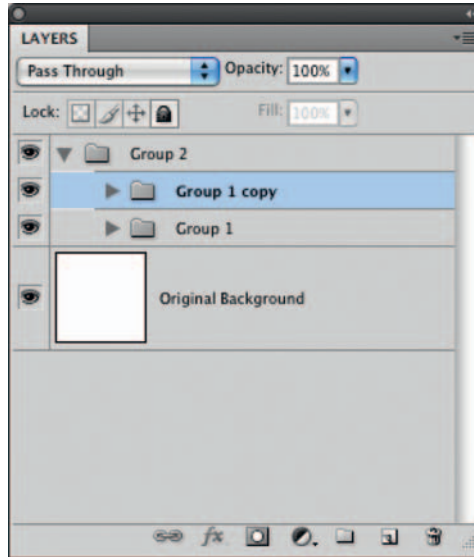 LAYERS
Pass Through Opacity: 100%
Lock: Fill: 100%
Group 2
Group 1 copy
Group 1
Original Background
fx